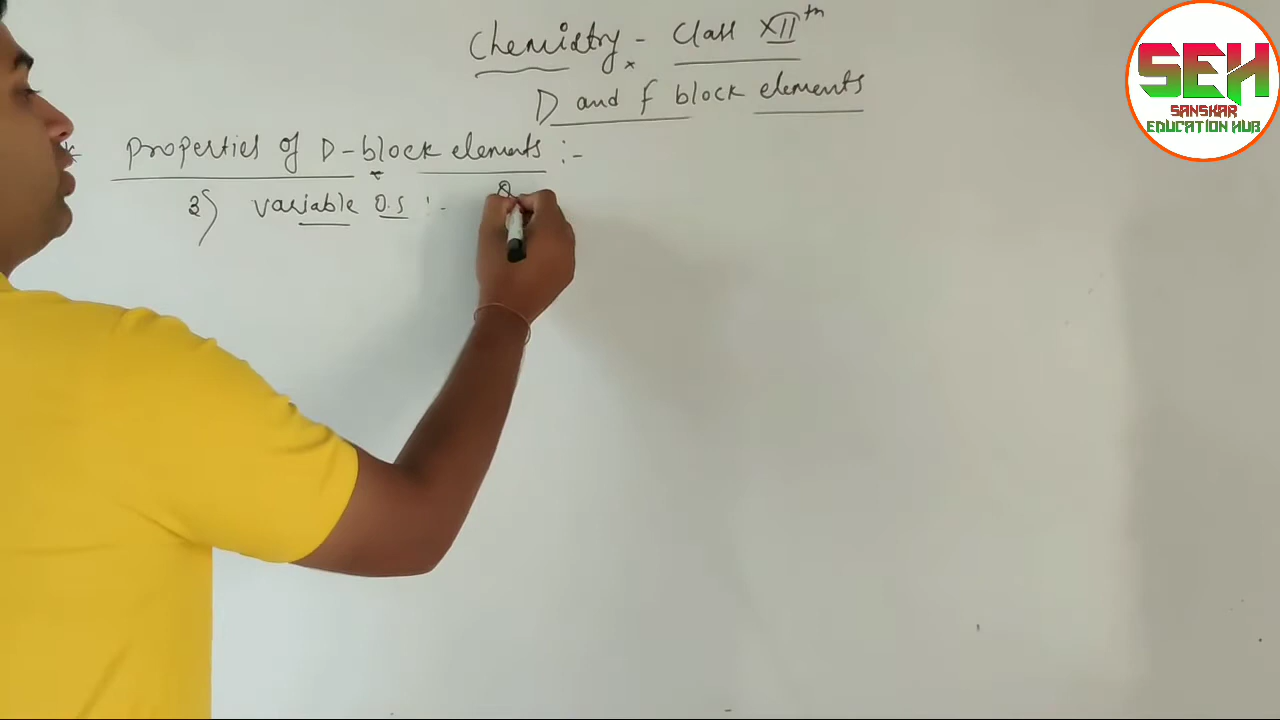 Chemistry - Class XIIth
D and f block elements
SEH
SANSKAR
EDUCATION HUB
* Properties of D-block elements :-
3) Variable O.S :-